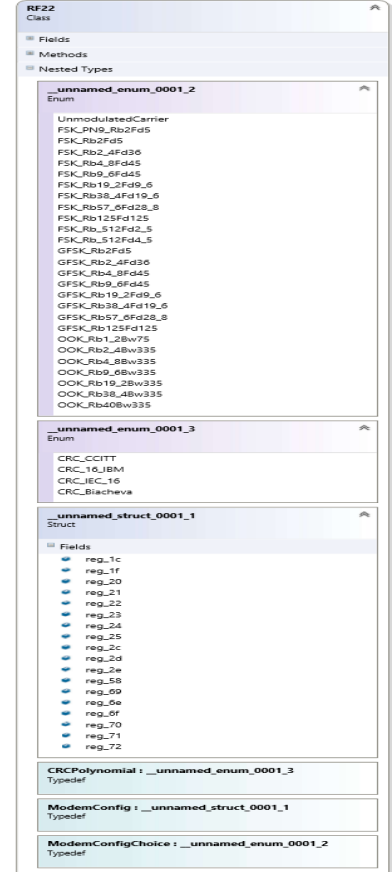 RF22
Class
Fields
Methods
Nested Types
__unnamed_enum_0001_2
Enum
UnmodulatedCarrier
FSK_PN9_Rb2Fd5
FSK_Rb2Fd5
FSK_Rb2_4Fd36
FSK_Rb4_8Fd45
FSK_Rb9_6Fd45
FSK_Rb19_2Fd9_6
FSK_Rb38_4Fd19_6
FSK_Rb57_6Fd28_8
FSK_Rb125Fd125
FSK_Rb_512Fd2_5
FSK_Rb_512Fd4_5
GFSK_Rb2Fd5
GFSK_Rb2_4Fd36
GFSK_Rb4_8Fd45
GFSK_Rb9_6Fd45
GFSK_Rb19_2Fd9_6
GFSK_Rb38_4Fd19_6
GFSK_Rb57_6Fd28_8
GFSK_Rb125Fd125
OOK_Rb1_2Bw75
OOK_Rb2_4Bw335
OOK_Rb4_8Bw335
OOK_Rb9_6Bw335
OOK_Rb19_2Bw335
OOK_Rb38_4Bw335
OOK_Rb40Bw335
__unnamed_enum_0001_3
Enum
CRC_CCITT
CRC_16_IBM
CRC_IEC_16
CRC_Biacheva
__unnamed_struct_0001_1
Struct
Fields
reg_1c
reg_1f
reg_20
reg_21
reg_22
reg_23
reg_24
reg_25
reg_2c
reg_2d
reg_2e
reg_58
reg_69
reg_6e
reg_6f
reg_70
reg_71
reg_72
CRCPolynomial : __unnamed_enum_0001_3
Typedef
ModemConfig : __unnamed_struct_0001_1
Typedef
ModemConfigChoice : __unnamed_enum_0001_2
Typedef